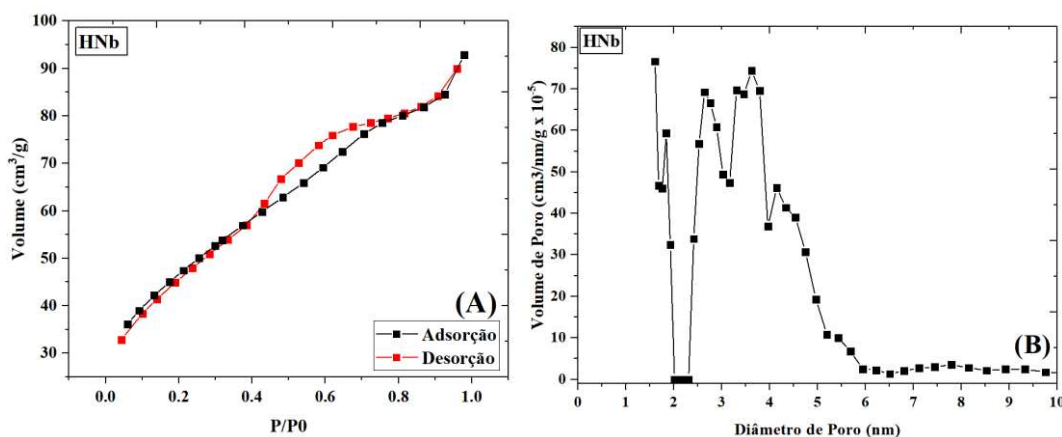 HNb
100
90
80
70
60
50
40
30
Volume (cm³/g)
0.0 0.2 0.4 0.6 0.8 1.0
P/P0
(A)
Adsorção
Desorção
HNb
80
70
60
50
40
30
20
10
0
Volume de Poro (cm3/nm/g x 10⁻⁵)
0 1 2 3 4 5 6 7 8 9 10
Diâmetro de Poro (nm)
(B)